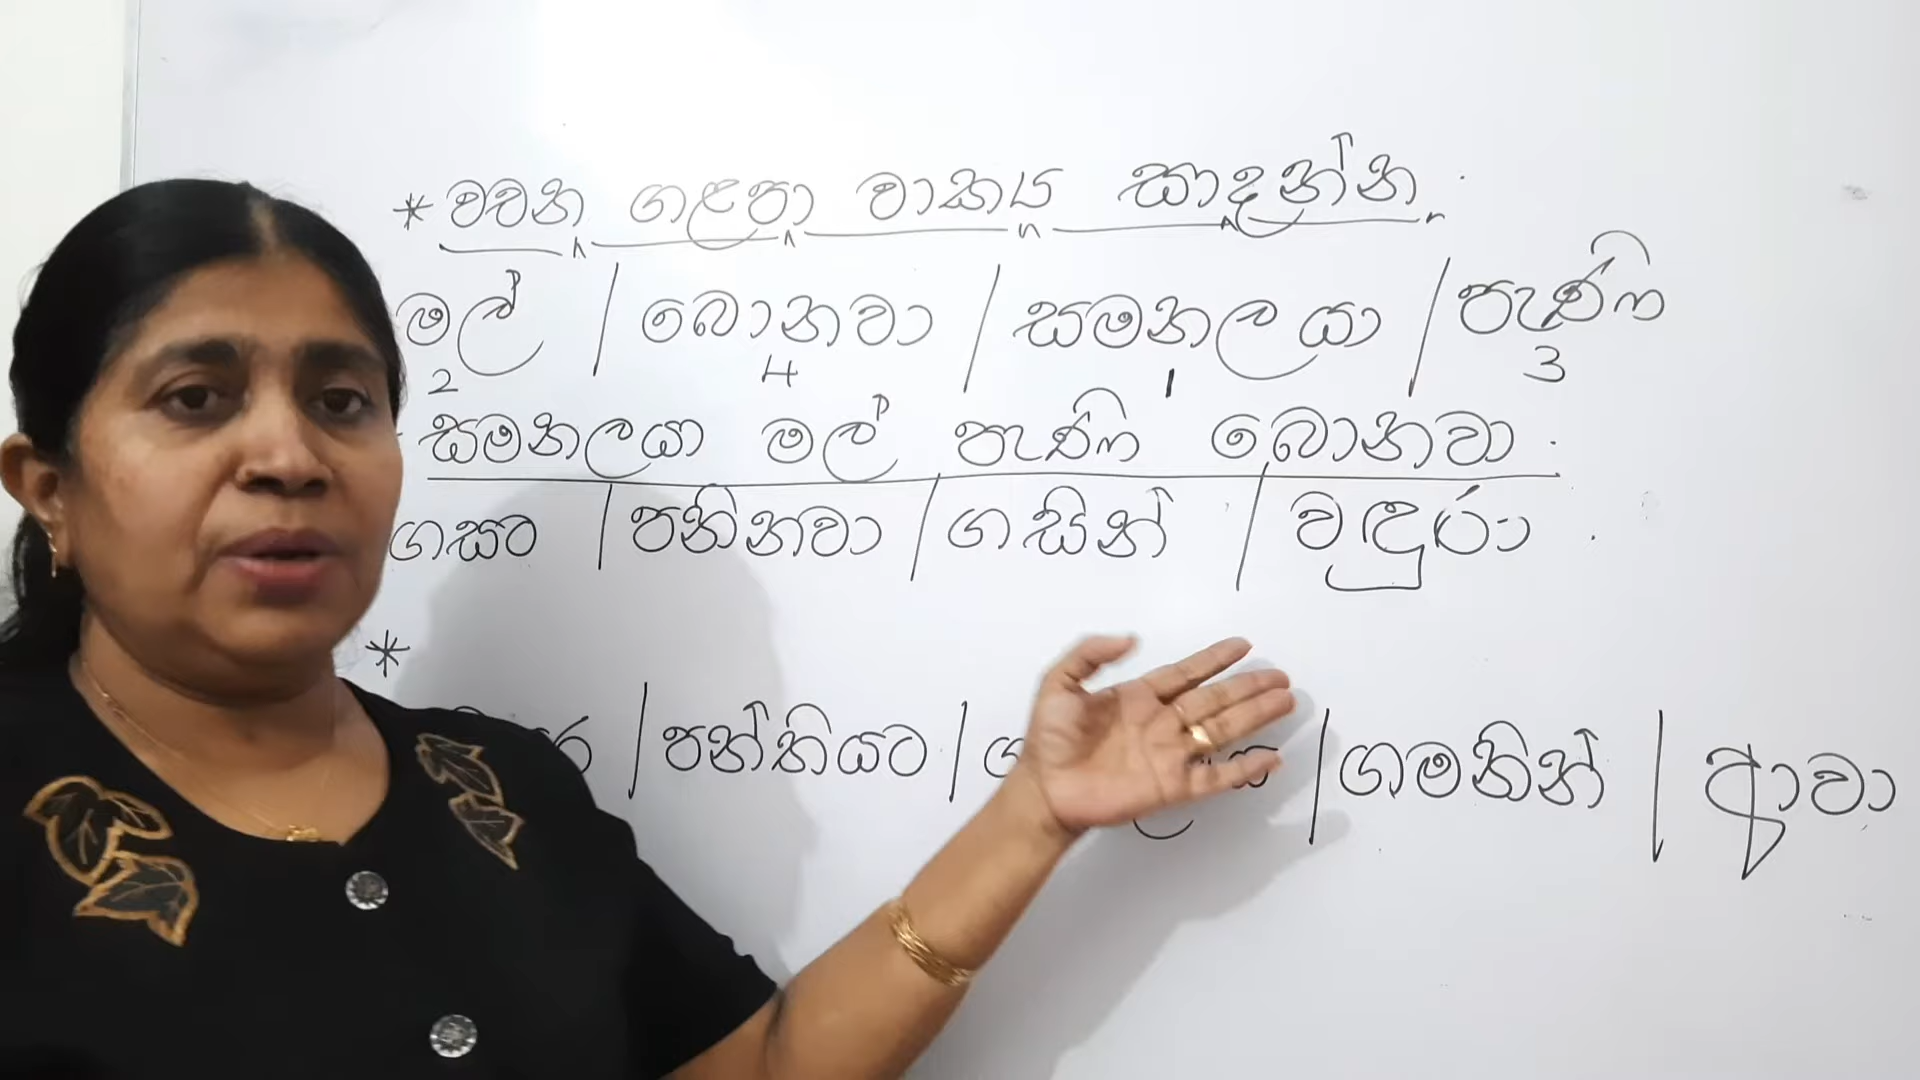 * වචන ගළපා වාක්‍ය සාදන්න.
මල් / බොනවා / සමනලයා / පැණි
2 4 1 3
සමනලයා මල් පැණි බොනවා.
ගසට / පනිනවා / ගසින් / වඳුරා.
*
/ පන්තියට / / ගමනින් / ආවා